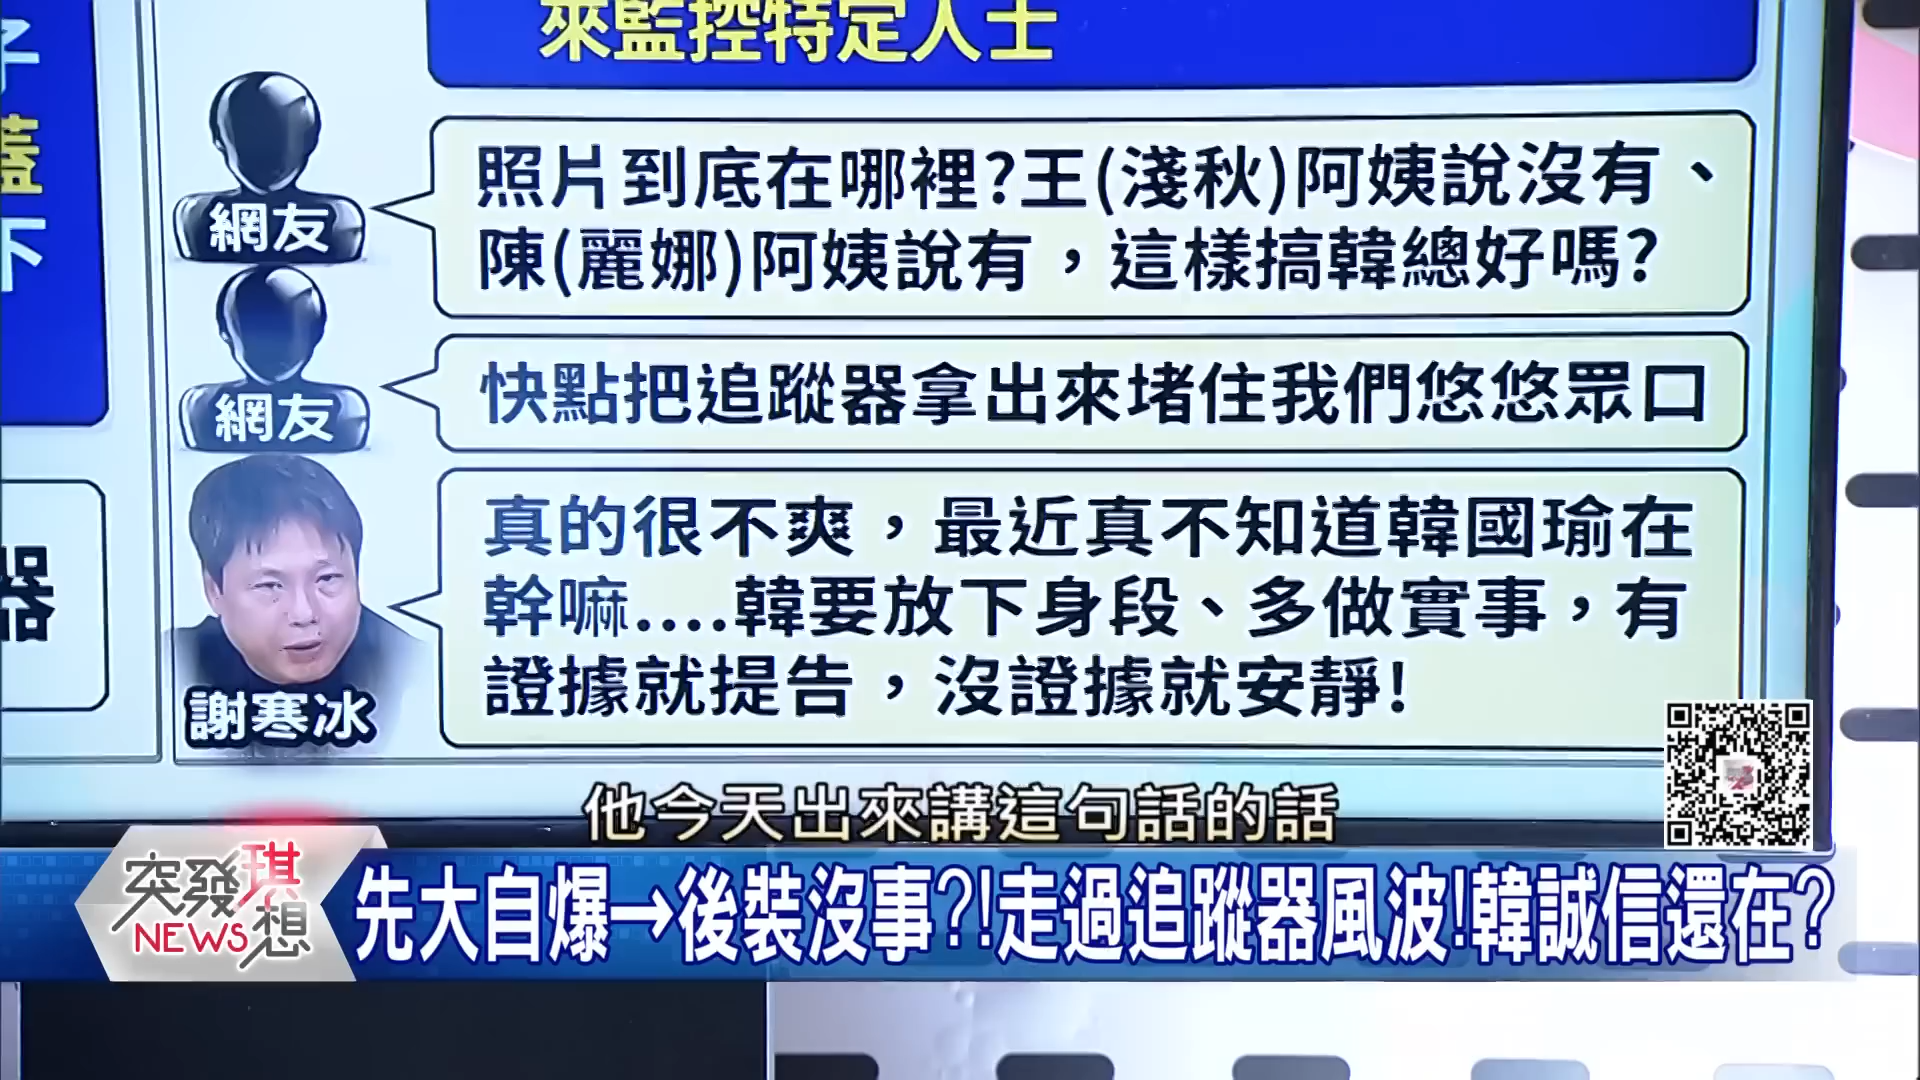 來監控特定人士
子
蓋
下
器
網友
照片到底在哪裡?王(淺秋)阿姨說沒有、
陳(麗娜)阿姨說有，這樣搞韓總好嗎?
網友
快點把追蹤器拿出來堵住我們悠悠眾口
謝寒冰
真的很不爽，最近真不知道韓國瑜在
幹嘛....韓要放下身段、多做實事，有
證據就提告，沒證據就安靜!
他今天出來講這句話的話
突發琪想
NEWS
先大自爆→後裝沒事?!走過追蹤器風波!韓誠信還在?